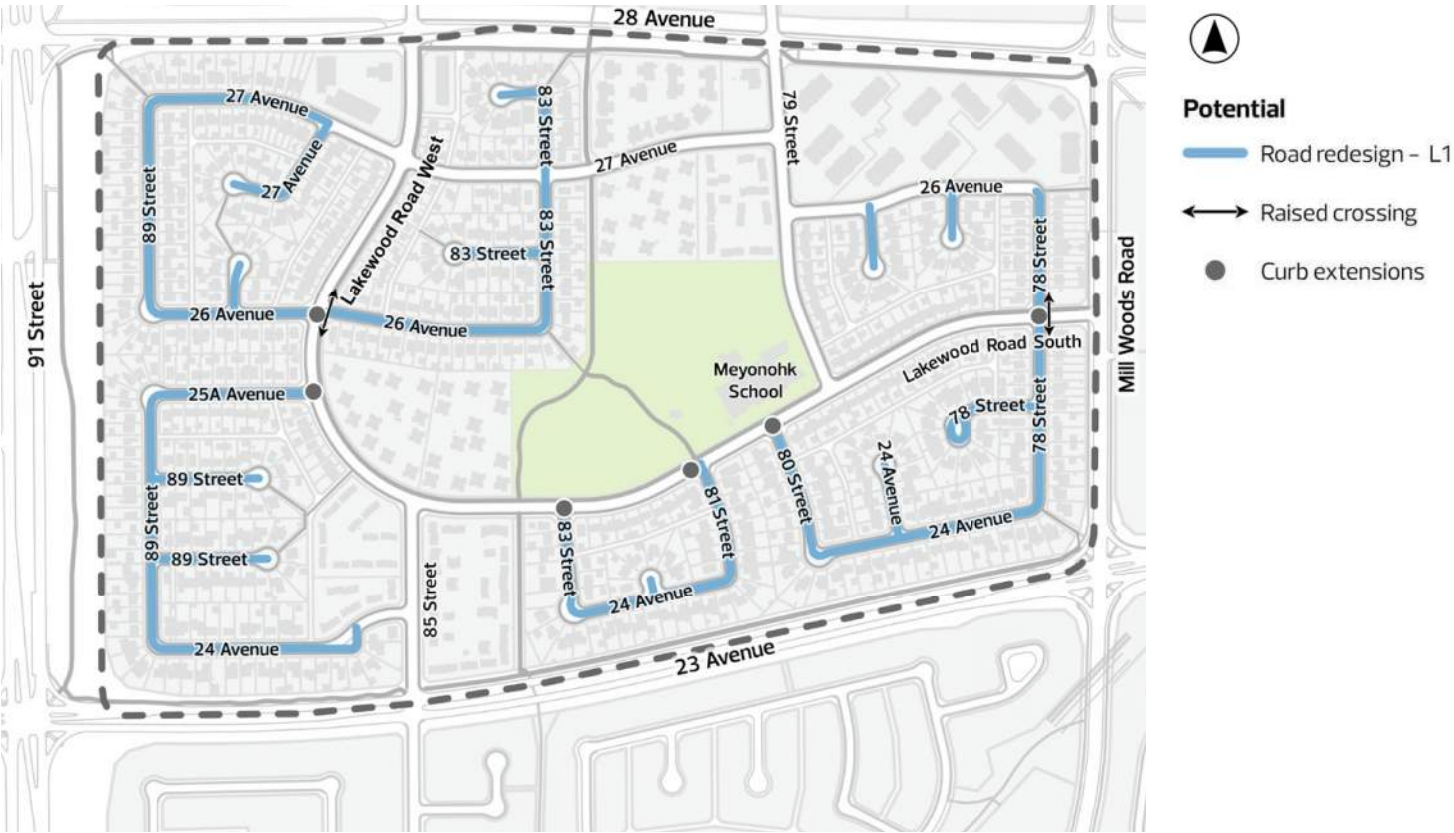 28 Avenue
27 Avenue
83 Street
79 Street
27 Avenue
27 Avenue
Lakewood Road West
26 Avenue
89 Street
83 Street
83 Street
78 Street
Mill Woods Road
91 Street
26 Avenue
26 Avenue
Lakewood Road South
Meyonohk
School
25A Avenue
78 Street
78 Street
24 Avenue
80 Street
89 Street
81 Street
89 Street
24 Avenue
83 Street
89 Street
85 Street
24 Avenue
24 Avenue
23 Avenue
Potential
Road redesign – L1
Raised crossing
Curb extensions